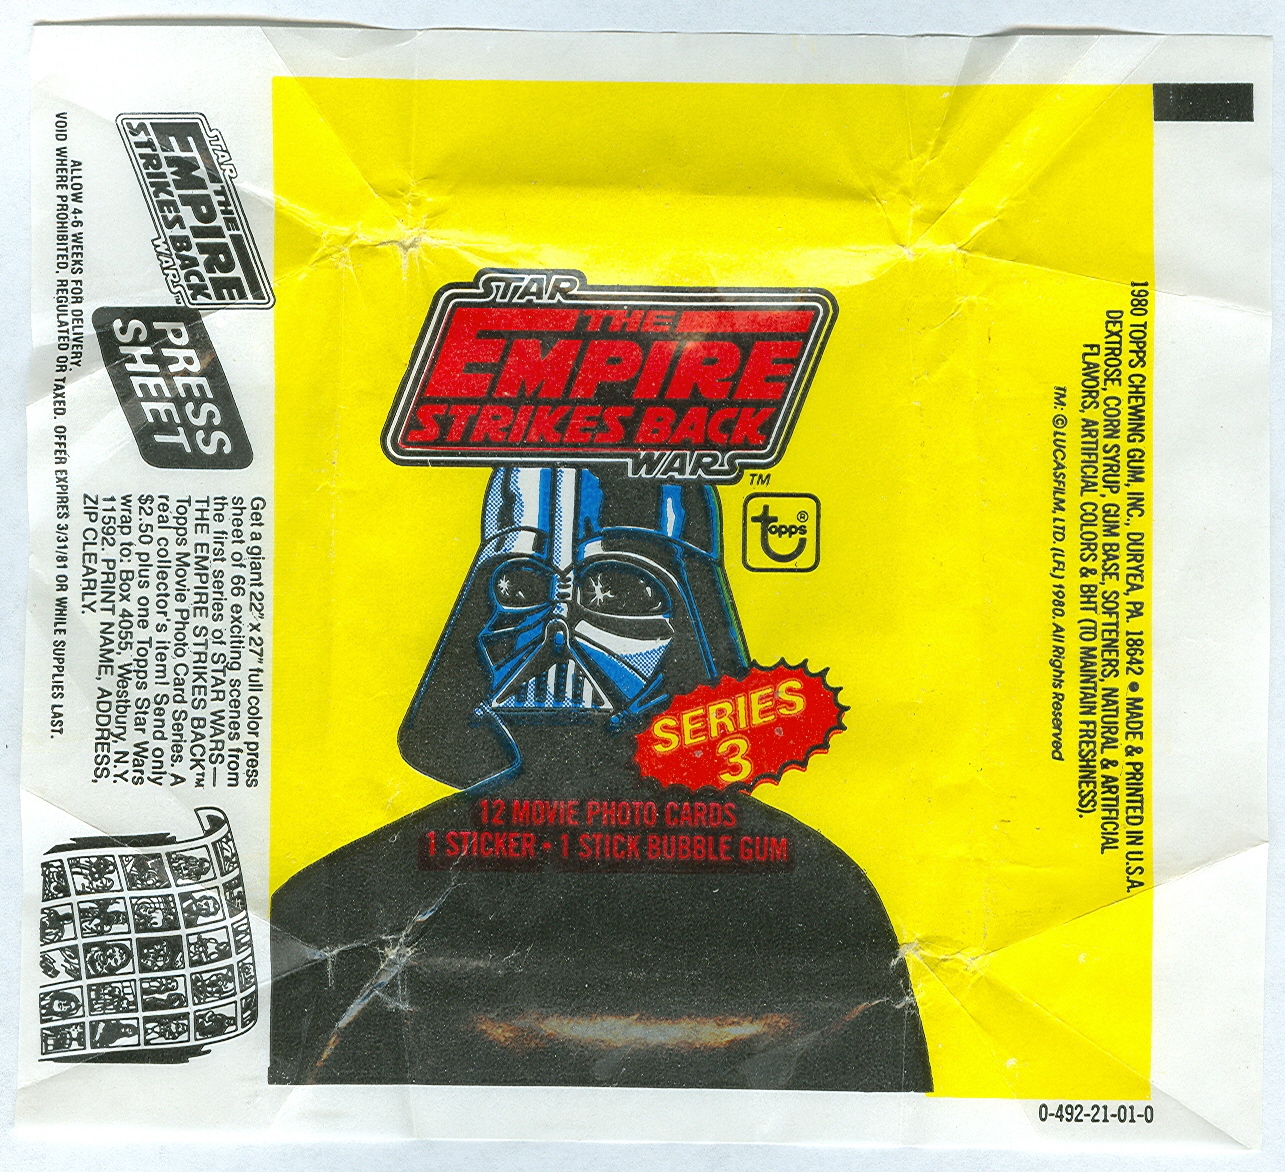 STAR
THE
EMPIRE
STRIKES BACK
WARS™
topps®
SERIES
3
12 MOVIE PHOTO CARDS
1 STICKER • 1 STICK BUBBLE GUM
STAR
THE
EMPIRE
STRIKES BACK
WARS™
PRESS
SHEET
Get a giant 22" x 27" full color press
sheet of 66 exciting scenes from
the first series of STAR WARS—
THE EMPIRE STRIKES BACK™
Topps Movie Photo Card Series. A
real collector's item! Send only
$2.50 plus one Topps Star Wars
wrap to: Box 4055, Westbury, N.Y.
11592. PRINT NAME, ADDRESS,
ZIP CLEARLY.
ALLOW 4-6 WEEKS FOR DELIVERY.
VOID WHERE PROHIBITED, REGULATED OR TAXED. OFFER EXPIRES 3/31/81 OR WHILE SUPPLIES LAST.
1980 TOPPS CHEWING GUM, INC., DURYEA, PA. 18642 • MADE & PRINTED IN U.S.A.
DEXTROSE, CORN SYRUP, GUM BASE, SOFTENERS, NATURAL & ARTIFICIAL
FLAVORS, ARTIFICIAL COLORS & BHT (TO MAINTAIN FRESHNESS).
TM: © LUCASFILM, LTD. (LFL) 1980. All Rights Reserved
0-492-21-01-0